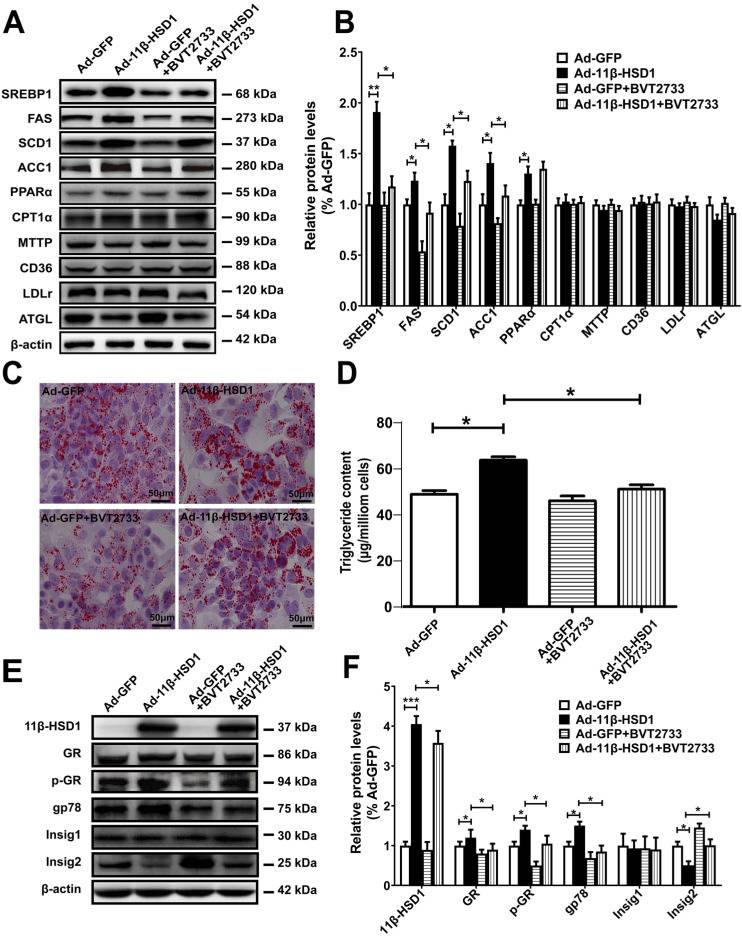 A
Ad-GFP
Ad-11β-HSD1
Ad-GFP
+BVT2733
Ad-11β-HSD1
+BVT2733
SREBP1
68 kDa
FAS
273 kDa
SCD1
37 kDa
ACC1
280 kDa
PPARα
55 kDa
CPT1α
90 kDa
MTTP
99 kDa
CD36
88 kDa
LDLr
120 kDa
ATGL
54 kDa
β-actin
42 kDa
B
Relative protein levels
(% Ad-GFP)
2.5
2.0
1.5
1.0
0.5
0.0
Ad-GFP
Ad-11β-HSD1
Ad-GFP+BVT2733
Ad-11β-HSD1+BVT2733
** * * * * * * * *
SREBP1
FAS
SCD1
ACC1
PPARα
CPT1α
MTTP
CD36
LDLr
ATGL
C
Ad-GFP
50μm
Ad-11β-HSD1
50μm
Ad-GFP+BVT2733
50μm
Ad-11β-HSD1+BVT2733
50μm
D
Triglyceride content
(μg/milliom cells)
80
60
40
20
0
* *
Ad-GFP
Ad-11β-HSD1
Ad-GFP
+BVT2733
Ad-11β-HSD1
+BVT2733
E
Ad-GFP
Ad-11β-HSD1
Ad-GFP
+BVT2733
Ad-11β-HSD1
+BVT2733
11β-HSD1
37 kDa
GR
86 kDa
p-GR
94 kDa
gp78
75 kDa
Insig1
30 kDa
Insig2
25 kDa
β-actin
42 kDa
F
Relative protein levels
(% Ad-GFP)
5
4
3
2
1
0
Ad-GFP
Ad-11β-HSD1
Ad-GFP+BVT2733
Ad-11β-HSD1+BVT2733
*** * * * * * * * * *
11β-HSD1
GR
p-GR
gp78
Insig1
Insig2